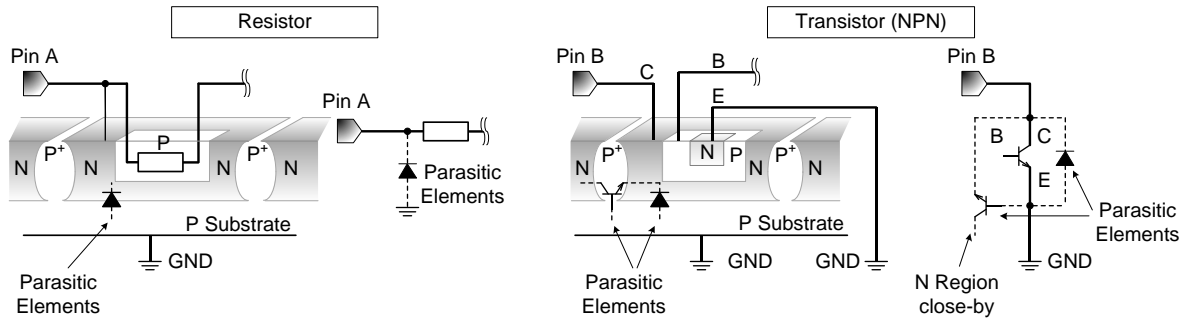 Resistor
Transistor (NPN)
Pin A
Pin B
C
B
E
Pin B
Pin A
N
P+
N
P
N
P+
N
Parasitic
Elements
P Substrate
GND
Parasitic
Elements
N
P+
N
N
P
P+
N
N
P Substrate
GND
GND
Parasitic
Elements
B
C
E
Parasitic
Elements
GND
N Region
close-by